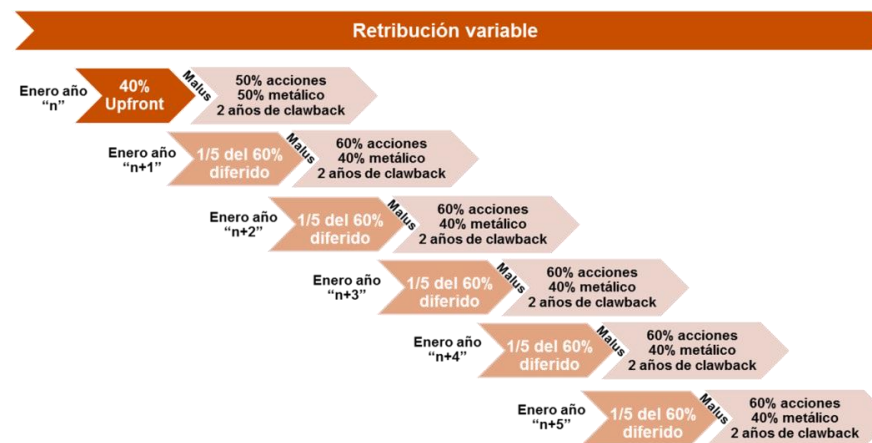 Retribución variable
Enero año
“n”
40%
Upfront
Malus
50% acciones
50% metálico
2 años de clawback
Enero año
“n+1”
1/5 del 60%
diferido
Malus
60% acciones
40% metálico
2 años de clawback
Enero año
“n+2”
1/5 del 60%
diferido
Malus
60% acciones
40% metálico
2 años de clawback
Enero año
“n+3”
1/5 del 60%
diferido
Malus
60% acciones
40% metálico
2 años de clawback
Enero año
“n+4”
1/5 del 60%
diferido
Malus
60% acciones
40% metálico
2 años de clawback
Enero año
“n+5”
1/5 del 60%
diferido
Malus
60% acciones
40% metálico
2 años de clawback